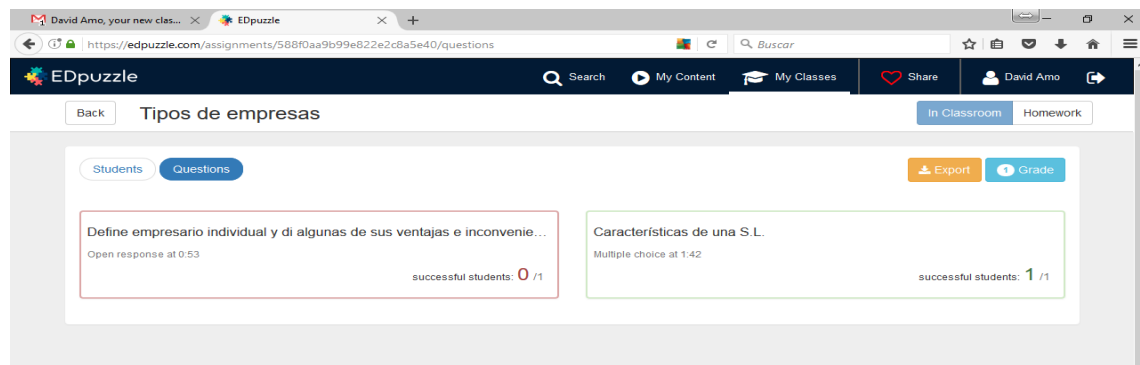 David Amo, your new clas...
EDpuzzle
https://edpuzzle.com/assignments/588f0aa9b99e822e2c8a5e40/questions
Buscar
EDpuzzle
Search
My Content
My Classes
Share
David Amo
Back
Tipos de empresas
In Classroom
Homework
Students
Questions
Export
1 Grade
Define empresario individual y di algunas de sus ventajas e inconvenie...
Open response at 0:53
successful students: 0 /1
Características de una S.L.
Multiple choice at 1:42
successful students: 1 /1